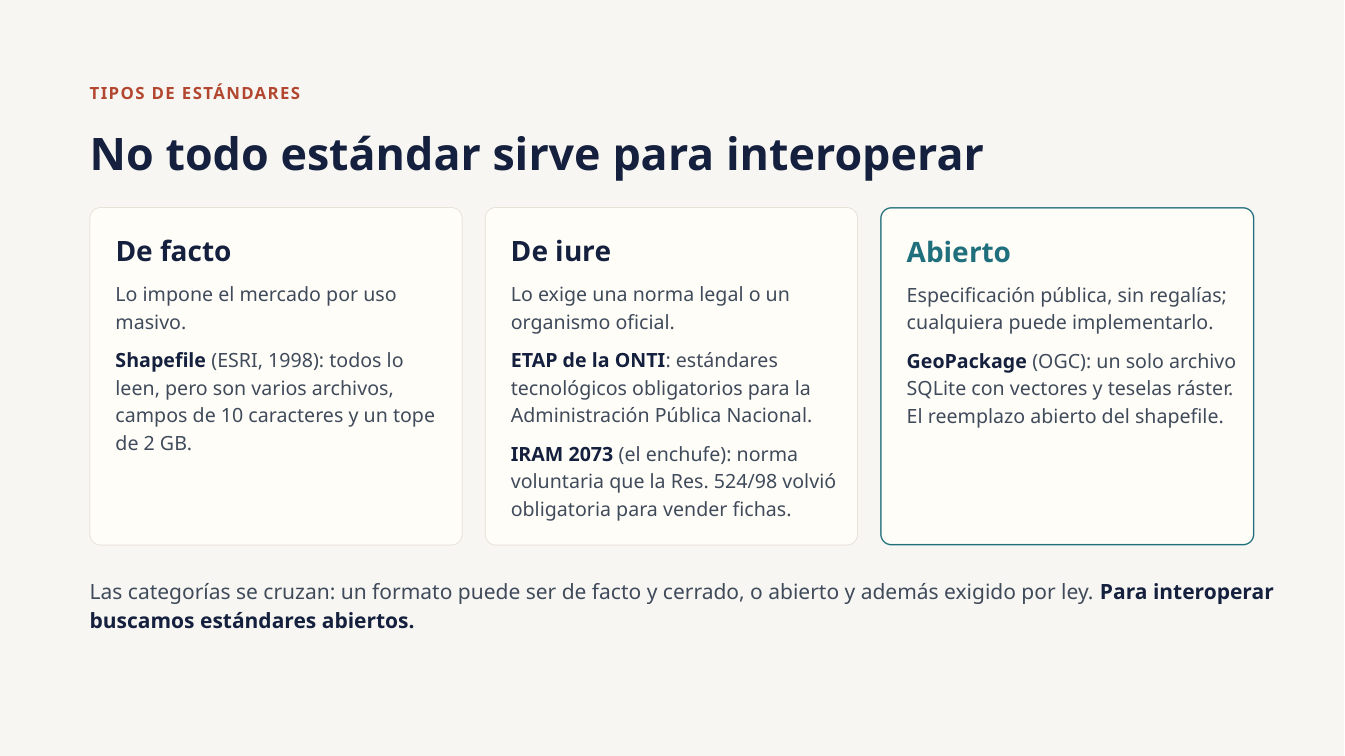 TIPOS DE ESTÁNDARES
No todo estándar sirve para interoperar
De facto
Lo impone el mercado por uso
masivo.
Shapefile (ESRI, 1998): todos lo
leen, pero son varios archivos,
campos de 10 caracteres y un tope
de 2 GB.
De iure
Lo exige una norma legal o un
organismo oficial.
ETAP de la ONTI: estándares
tecnológicos obligatorios para la
Administración Pública Nacional.
IRAM 2073 (el enchufe): norma
voluntaria que la Res. 524/98 volvió
obligatoria para vender fichas.
Abierto
Especificación pública, sin regalías;
cualquiera puede implementarlo.
GeoPackage (OGC): un solo archivo
SQLite con vectores y teselas ráster.
El reemplazo abierto del shapefile.
Las categorías se cruzan: un formato puede ser de facto y cerrado, o abierto y además exigido por ley. Para interoperar
buscamos estándares abiertos.